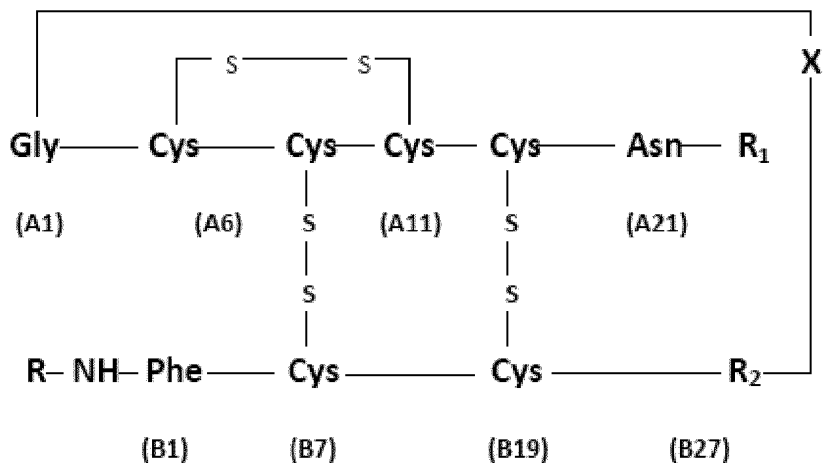 S S
X
Gly Cys Cys Cys Cys Asn R₁
(A1) (A6) S (A11) S (A21)
S S
R NH Phe Cys Cys R₂
(B1) (B7) (B19) (B27)